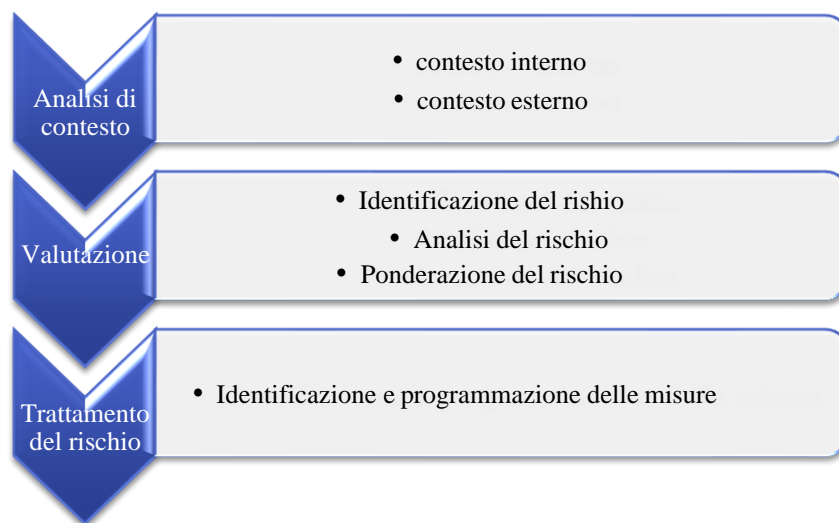 Analisi di
contesto
• contesto interno
• contesto esterno
Valutazione
• Identificazione del rishio
• Analisi del rischio
• Ponderazione del rischio
Trattamento
del rischio
• Identificazione e programmazione delle misure